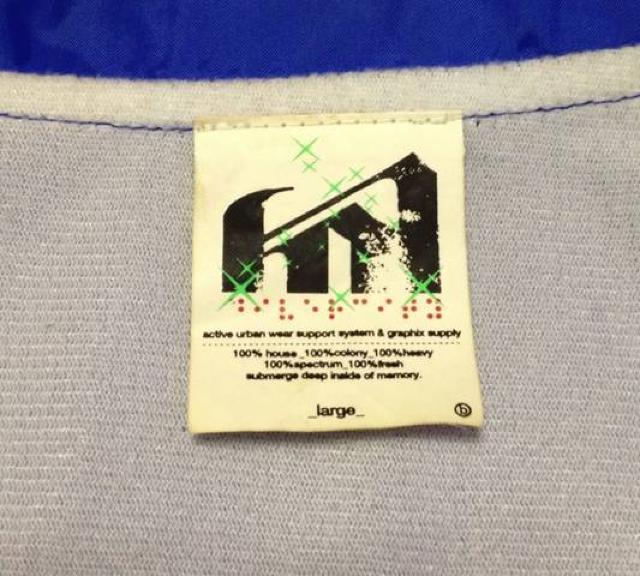 active urban wear support system & graphix supply
100% house_100%colony_100%heavy
100%spectrum_100%fresh
submerge deep inside of memory.
_large_
ⓑ